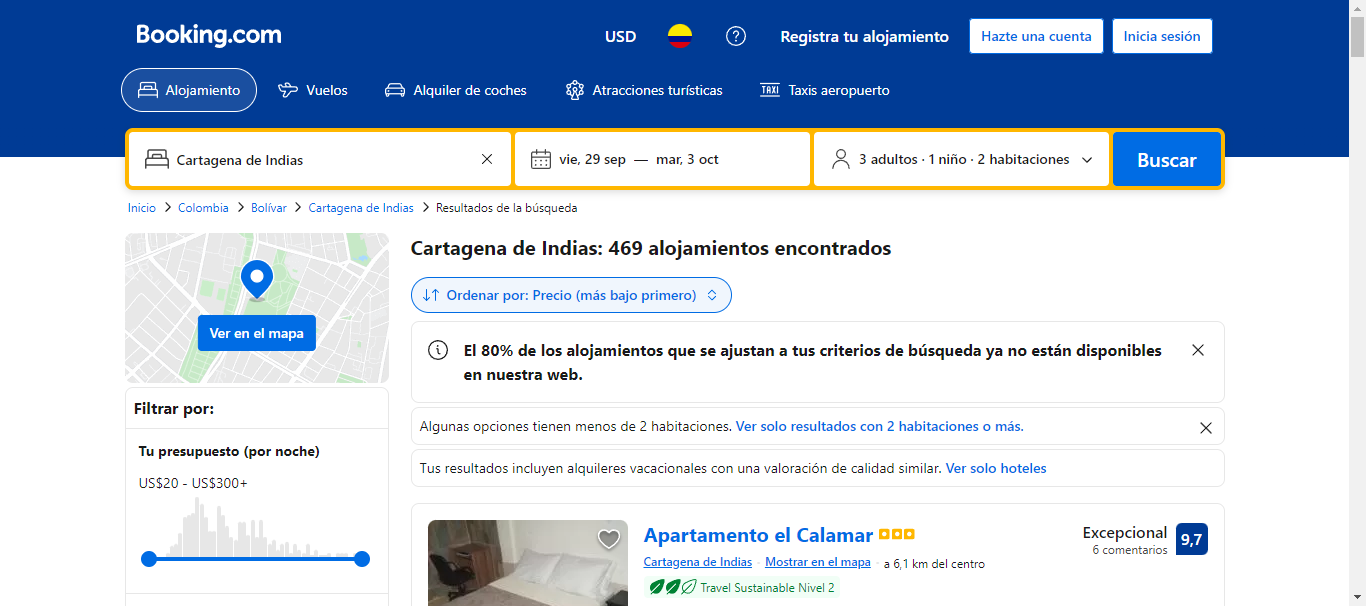 Booking.com
USD
Registra tu alojamiento
Hazte una cuenta
Inicia sesión
Alojamiento
Vuelos
Alquiler de coches
Atracciones turísticas
TAXI
Taxis aeropuerto
Cartagena de Indias
vie, 29 sep — mar, 3 oct
3 adultos · 1 niño · 2 habitaciones
Buscar
Inicio > Colombia > Bolívar > Cartagena de Indias > Resultados de la búsqueda
Ver en el mapa
Filtrar por:
Tu presupuesto (por noche)
US$20 - US$300+
Cartagena de Indias: 469 alojamientos encontrados
Ordenar por: Precio (más bajo primero)
El 80% de los alojamientos que se ajustan a tus criterios de búsqueda ya no están disponibles
en nuestra web.
Algunas opciones tienen menos de 2 habitaciones. Ver solo resultados con 2 habitaciones o más.
Tus resultados incluyen alquileres vacacionales con una valoración de calidad similar. Ver solo hoteles
Apartamento el Calamar
Cartagena de Indias · Mostrar en el mapa · a 6,1 km del centro
Travel Sustainable Nivel 2
Excepcional
6 comentarios
9,7